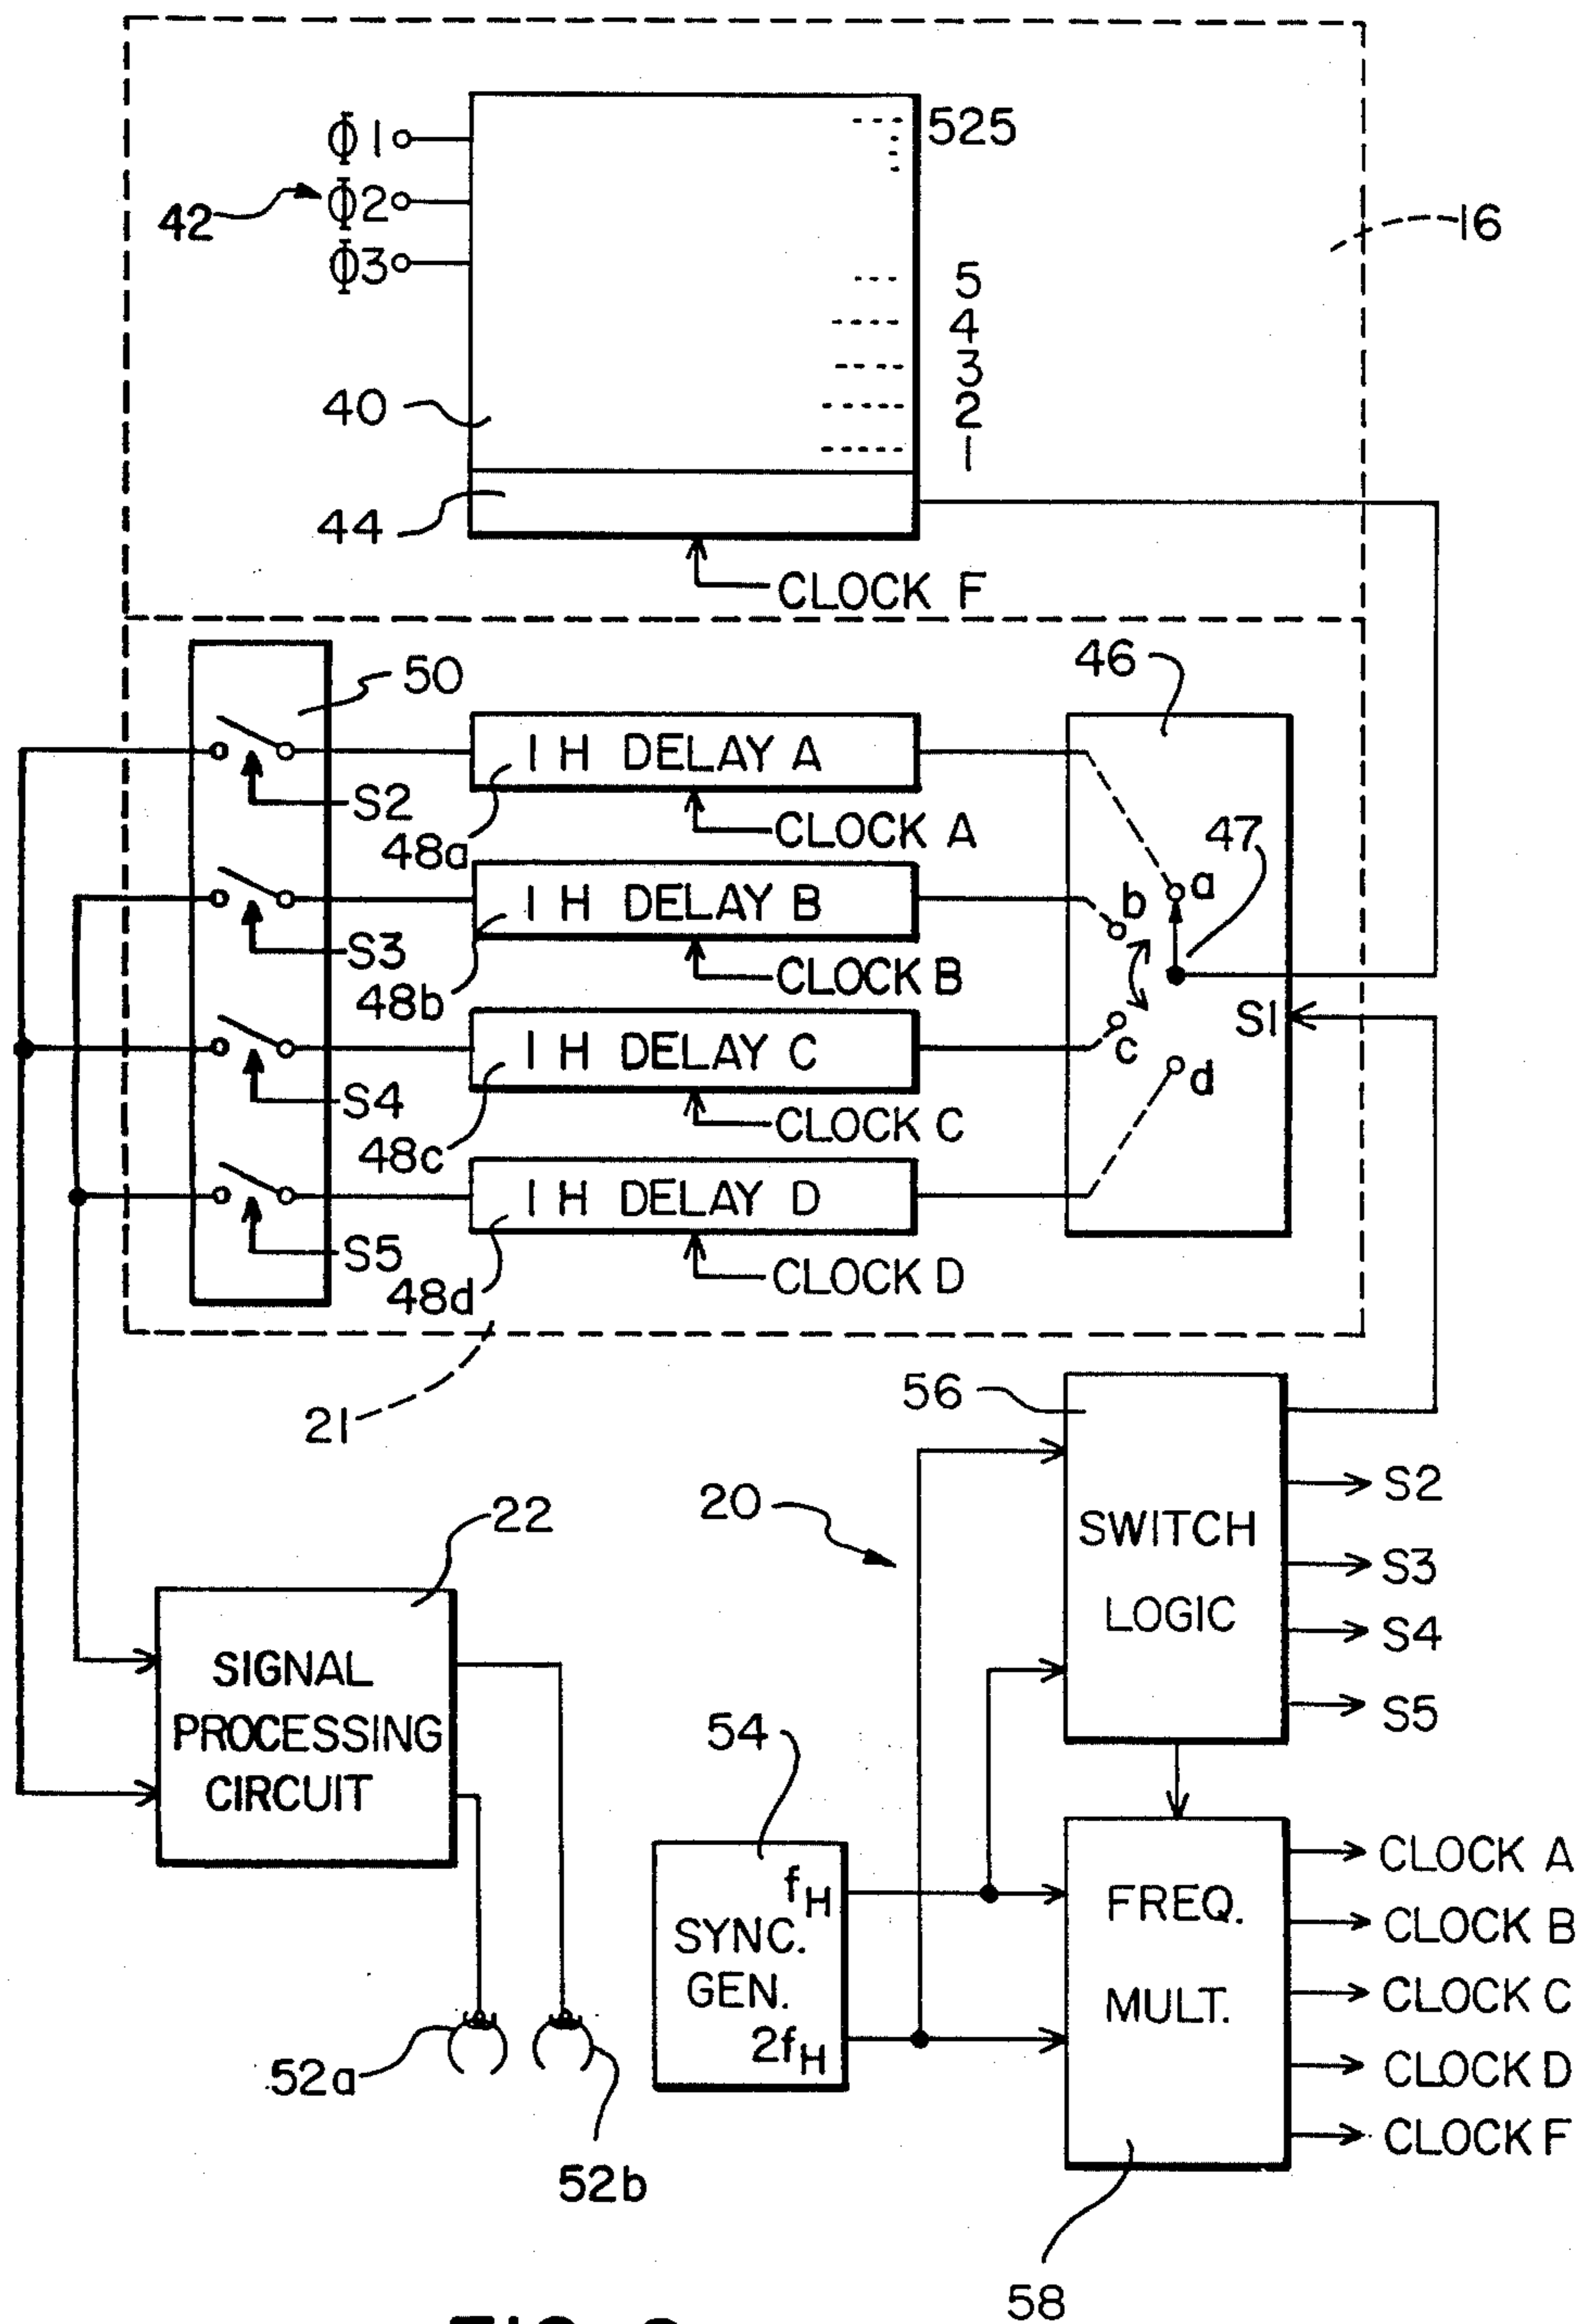 525
Φ1
Φ2
42
Φ3
16
5
4
3
2
1
40
44
CLOCK F
50
46
1 H DELAY A
S2
CLOCK A
48a
47
a
b
1 H DELAY B
S3
CLOCK B
48b
S1
1 H DELAY C
c
d
S4
CLOCK C
48c
1 H DELAY D
S5
CLOCK D
48d
21
56
S2
20
22
SWITCH
LOGIC
S3
S4
S5
SIGNAL
PROCESSING
CIRCUIT
54
fH
SYNC.
GEN.
2fH
FREQ.
MULT.
CLOCK A
CLOCK B
CLOCK C
CLOCK D
CLOCK F
52a
52b
58